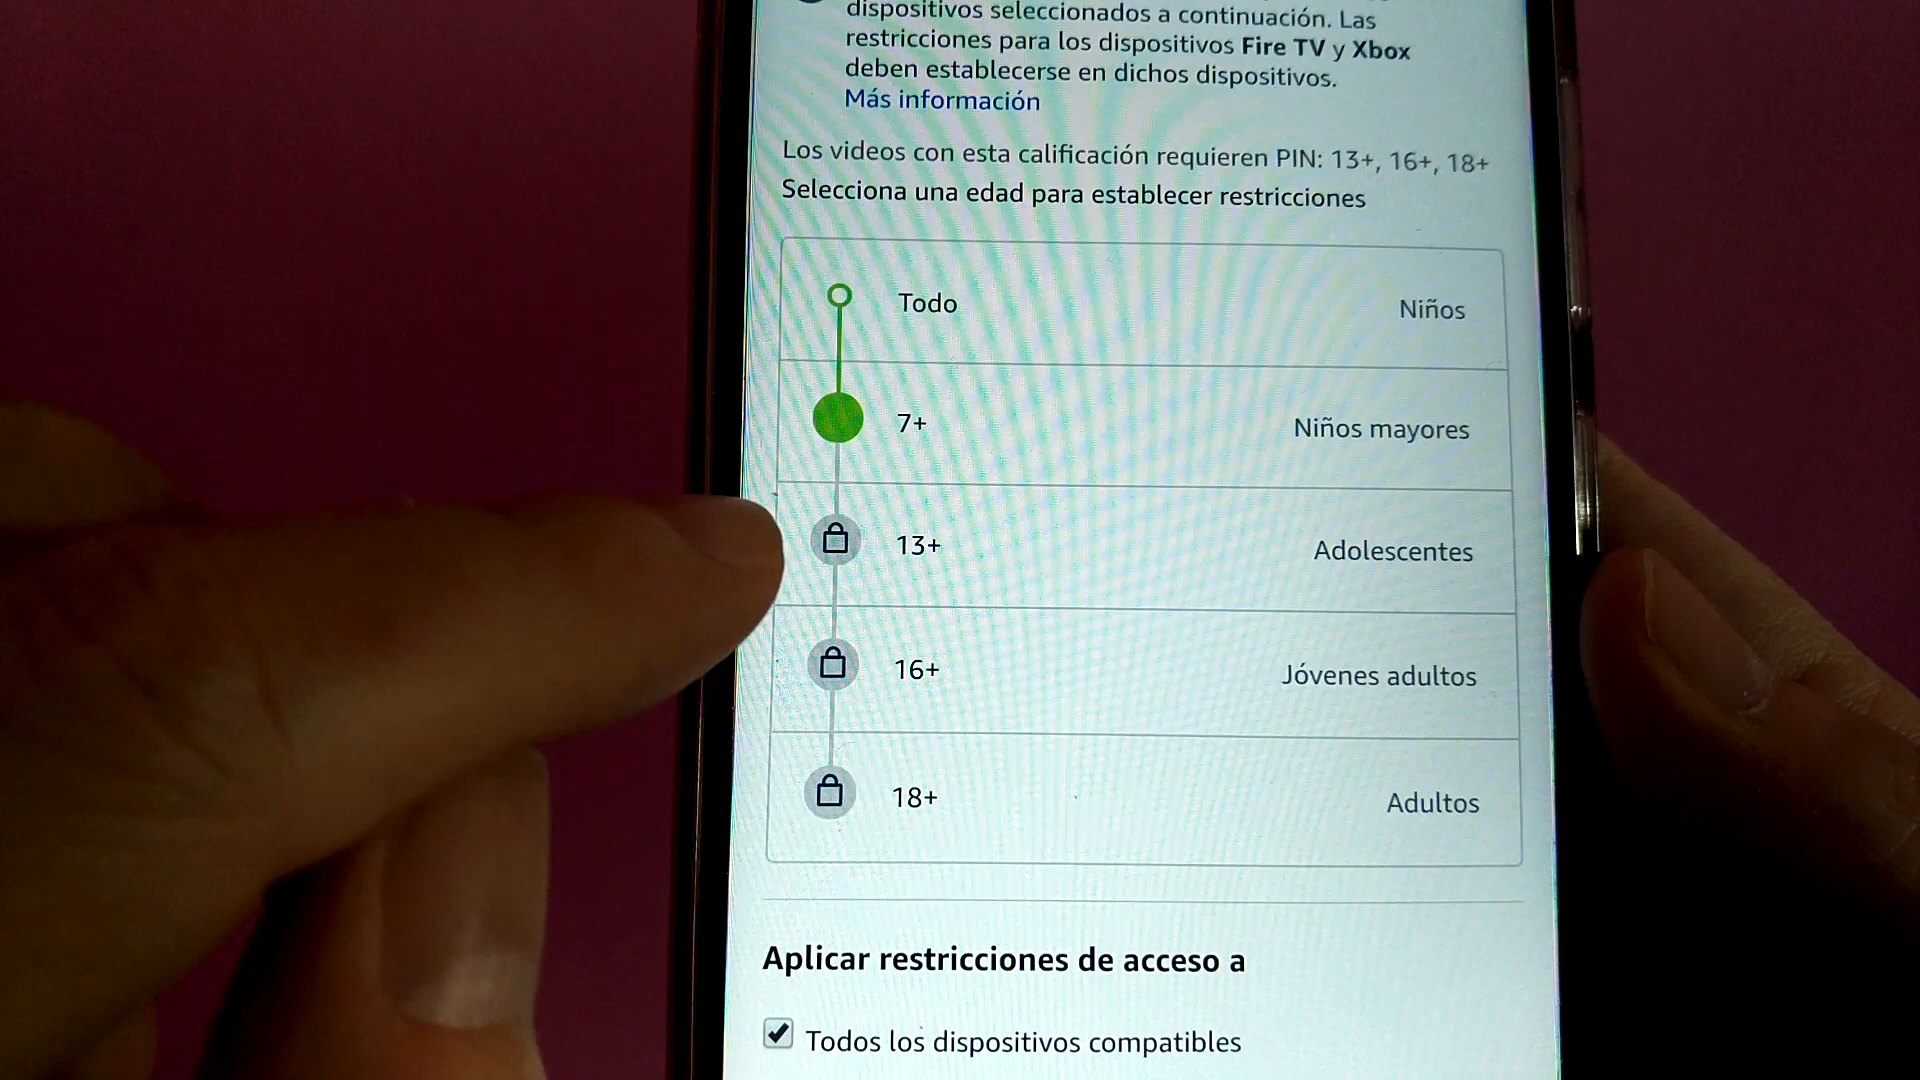 dispositivos seleccionados a continuación. Las
restricciones para los dispositivos Fire TV y Xbox
deben establecerse en dichos dispositivos.
Más información
Los videos con esta calificación requieren PIN: 13+, 16+, 18+
Selecciona una edad para establecer restricciones
Todo Niños
7+ Niños mayores
13+ Adolescentes
16+ Jóvenes adultos
18+ Adultos
Aplicar restricciones de acceso a
Todos los dispositivos compatibles